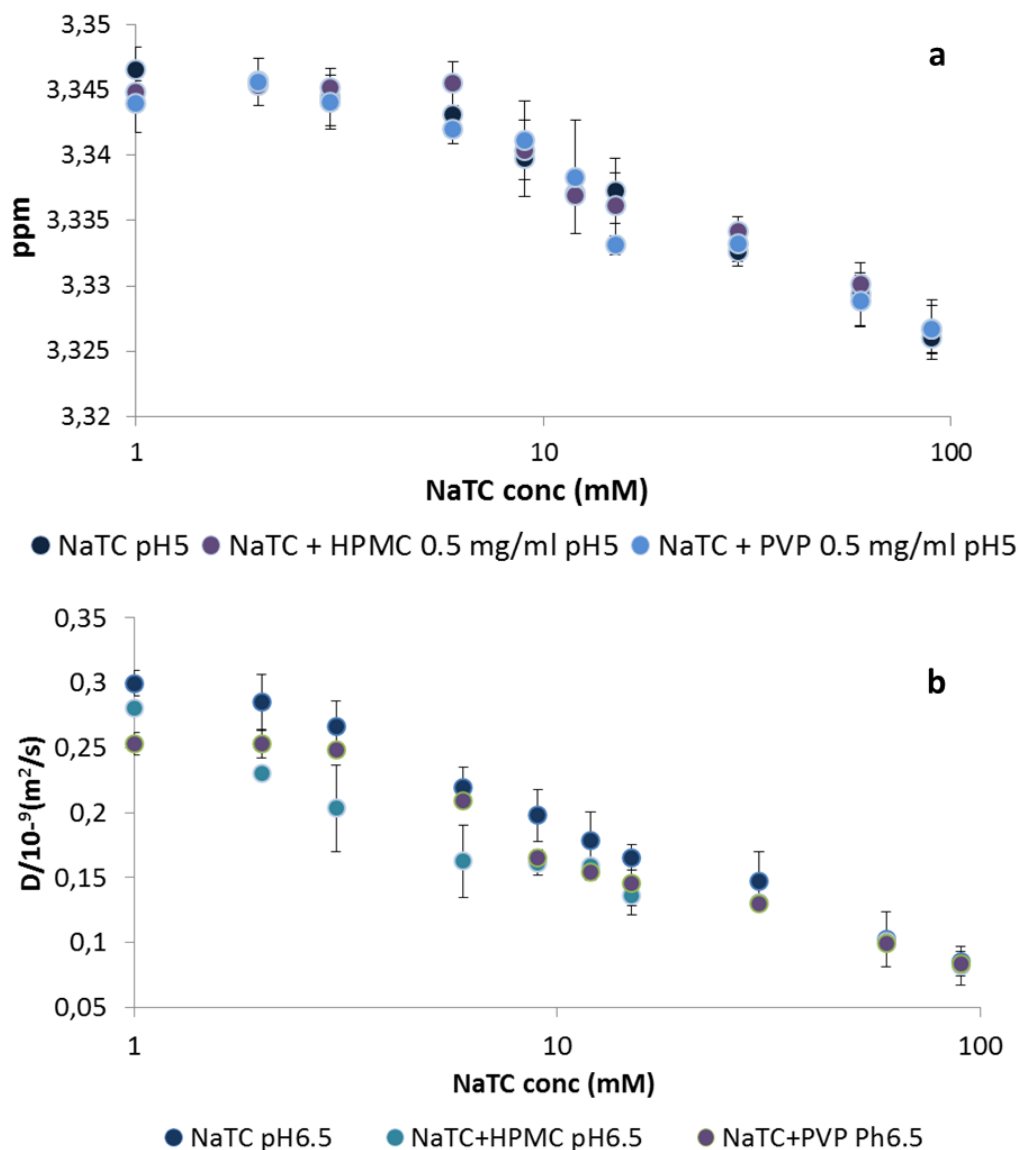 3,35
a
3,345
3,34
3,335
3,33
3,325
3,32
ppm
1 10 100
NaTC conc (mM)
NaTC pH5 NaTC + HPMC 0.5 mg/ml pH5 NaTC + PVP 0.5 mg/ml pH5
0,35
b
0,3
0,25
0,2
0,15
0,1
0,05
D/10-⁹(m²/s)
1 10 100
NaTC conc (mM)
NaTC pH6.5 NaTC+HPMC pH6.5 NaTC+PVP Ph6.5